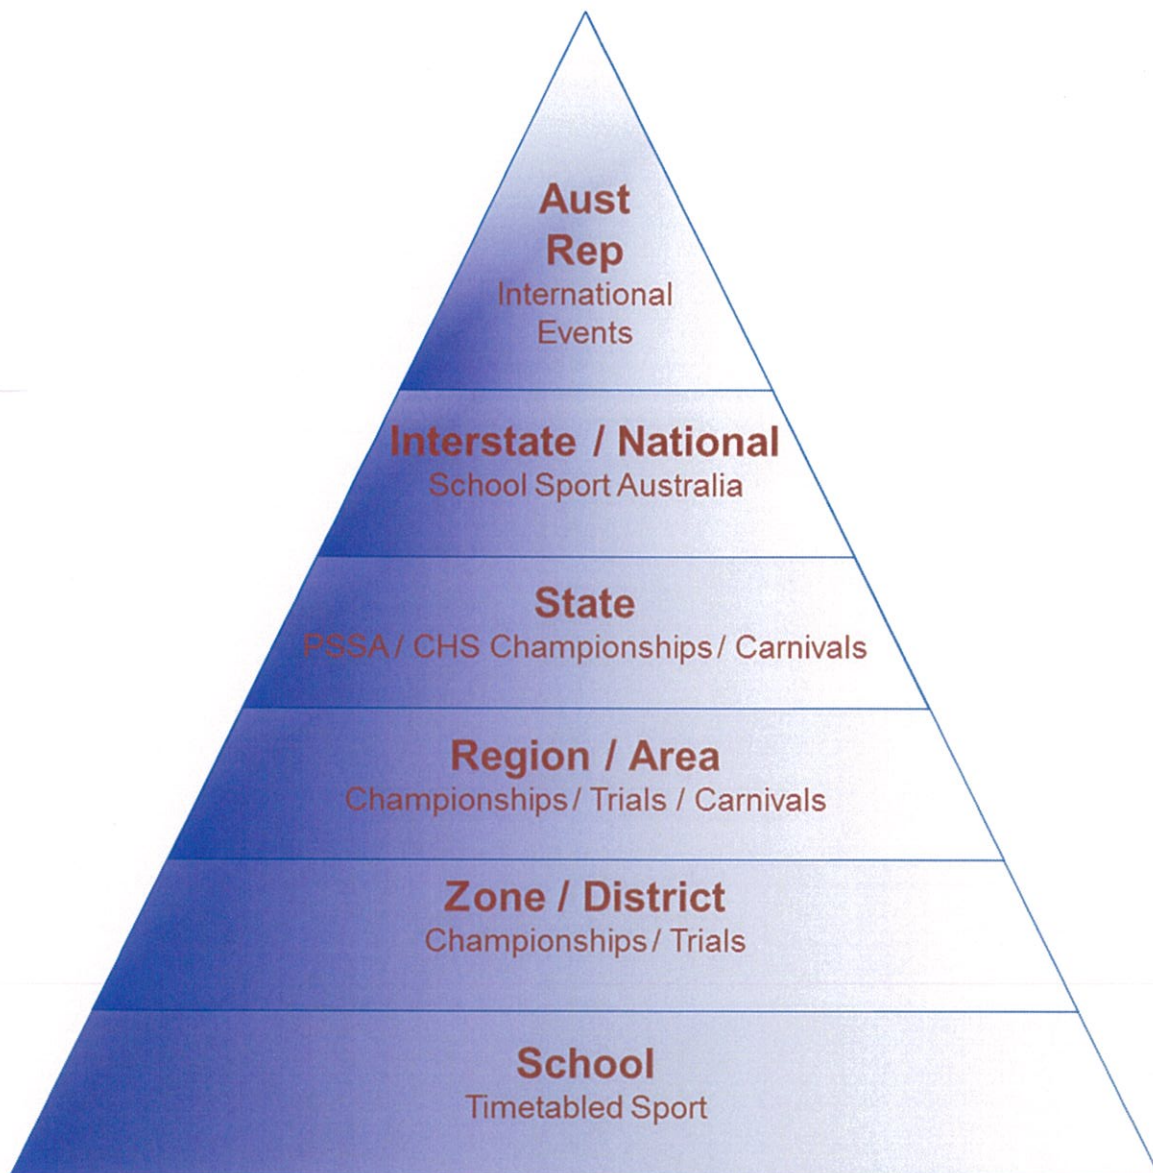 Aust
Rep
International
Events
Interstate / National
School Sport Australia
State
PSSA / CHS Championships / Carnivals
Region / Area
Championships / Trials / Carnivals
Zone / District
Championships / Trials
School
Timetabled Sport